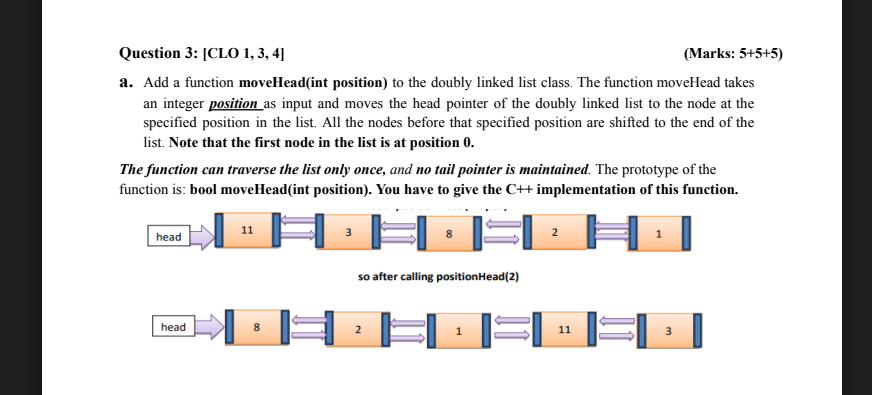 Question 3: [CLO 1, 3, 4] (Marks: 5+5+5)
a. Add a function moveHead(int position) to the doubly linked list class. The function moveHead takes
an integer position as input and moves the head pointer of the doubly linked list to the node at the
specified position in the list. All the nodes before that specified position are shifted to the end of the
list. Note that the first node in the list is at position 0.
The function can traverse the list only once, and no tail pointer is maintained. The prototype of the
function is: bool moveHead(int position). You have to give the C++ implementation of this function.
head 11 3 8 2 1
so after calling positionHead(2)
head 8 2 1 11 3